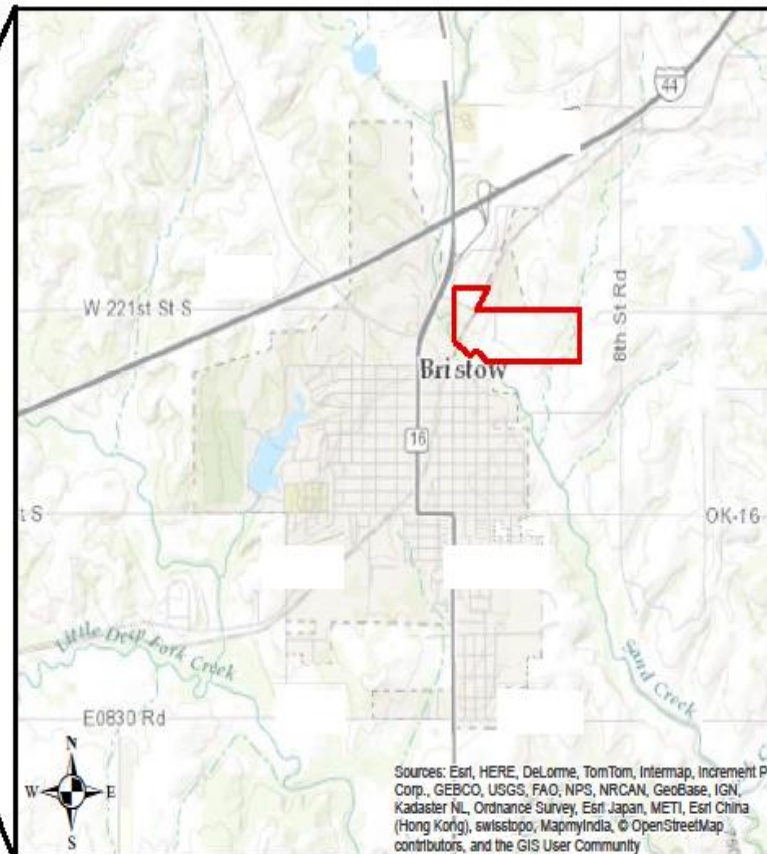 44
W 221st St S
8th St Rd
Bristow
16
t S
OK-16
Little Deep Fork Creek
Sand Creek
E0830 Rd
N
W E
S
Sources: Esri, HERE, DeLorme, TomTom, Intermap, Increment P
Corp., GEBCO, USGS, FAO, NPS, NRCAN, GeoBase, IGN,
Kadaster NL, Ordnance Survey, Esri Japan, METI, Esri China
(Hong Kong), swisstopo, MapmyIndia, © OpenStreetMap
contributors, and the GIS User Community